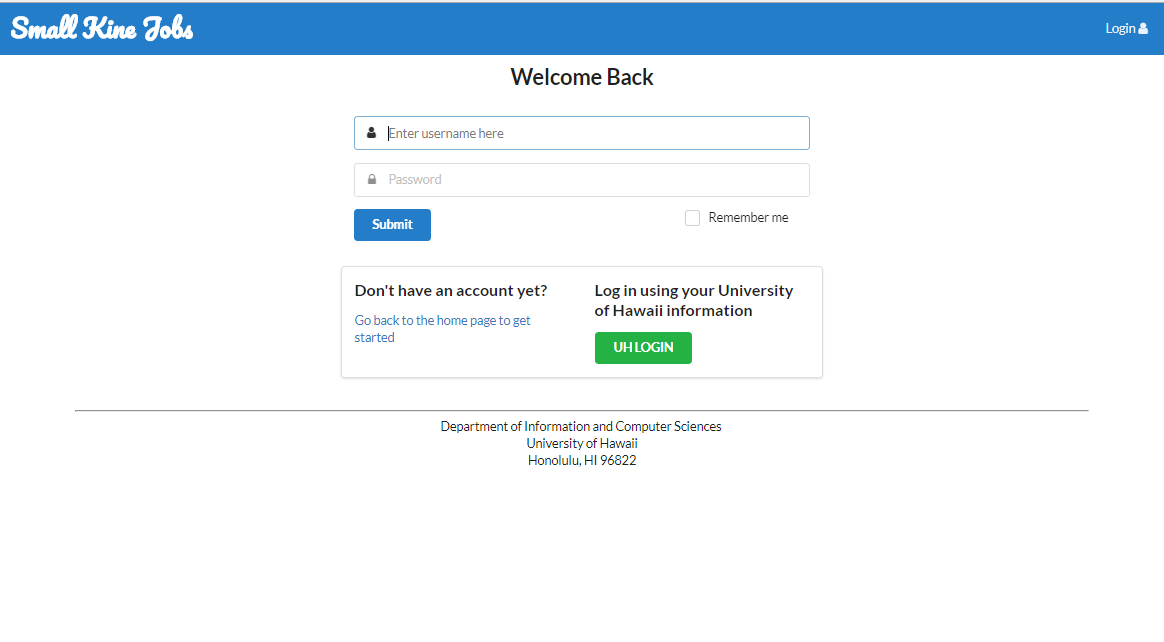 Small Kine Jobs
Login
Welcome Back
Enter username here
Password
Submit
Remember me
Don't have an account yet?
Go back to the home page to get
started
Log in using your University
of Hawaii information
UH LOGIN
Department of Information and Computer Sciences
University of Hawaii
Honolulu, HI 96822